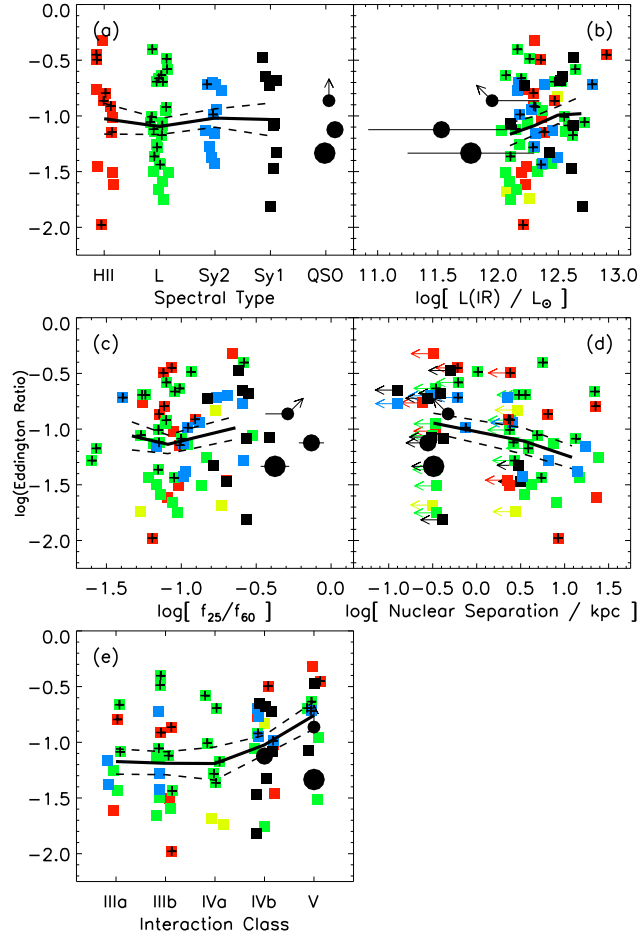 (a)
(b)
0.0
-0.5
-1.0
-1.5
-2.0
HII L Sy2 Sy1 QSO
Spectral Type
11.0 11.5 12.0 12.5 13.0
log[ L(IR) / L⊙ ]
(c)
(d)
0.0
-0.5
-1.0
-1.5
-2.0
log(Eddington Ratio)
-1.5 -1.0 -0.5 0.0
log[ f25/f60 ]
-1.0 -0.5 0.0 0.5 1.0 1.5
log[ Nuclear Separation / kpc ]
(e)
0.0
-0.5
-1.0
-1.5
-2.0
IIIa IIIb IVa IVb V
Interaction Class